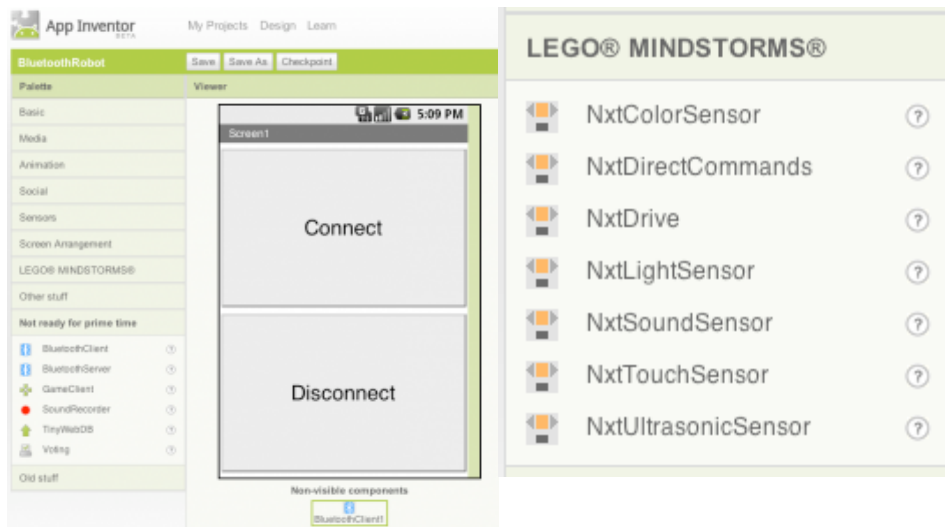 App Inventor
BETA
My Projects Design Learn
BluetoothRobot
Save Save As Checkpoint
Palette
Viewer
Basic
Media
Animation
Social
Sensors
Screen Arrangement
LEGO® MINDSTORMS®
Other stuff
Not ready for prime time
BluetoothClient
BluetoothServer
GameClient
SoundRecorder
TinyWebDB
Voting
Old stuff
5:09 PM
Screen1
Connect
Disconnect
Non-visible components
BluetoothClient1
LEGO® MINDSTORMS®
NxtColorSensor ?
NxtDirectCommands ?
NxtDrive ?
NxtLightSensor ?
NxtSoundSensor ?
NxtTouchSensor ?
NxtUltrasonicSensor ?